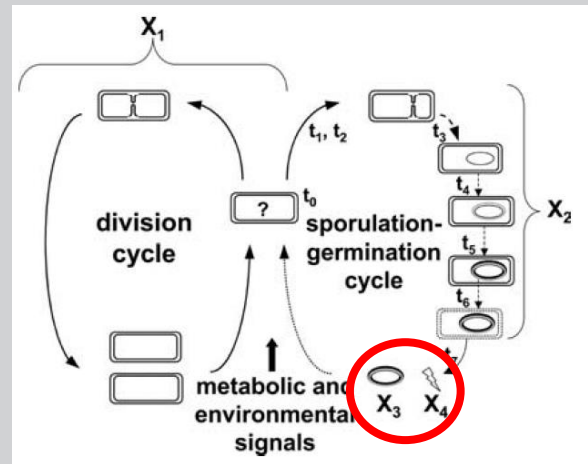 X1
t1, t2
t3
t0
?
t4
division
cycle
sporulation-
germination
cycle
X2
t5
t6
t7
metabolic and
environmental
signals
X3
X4